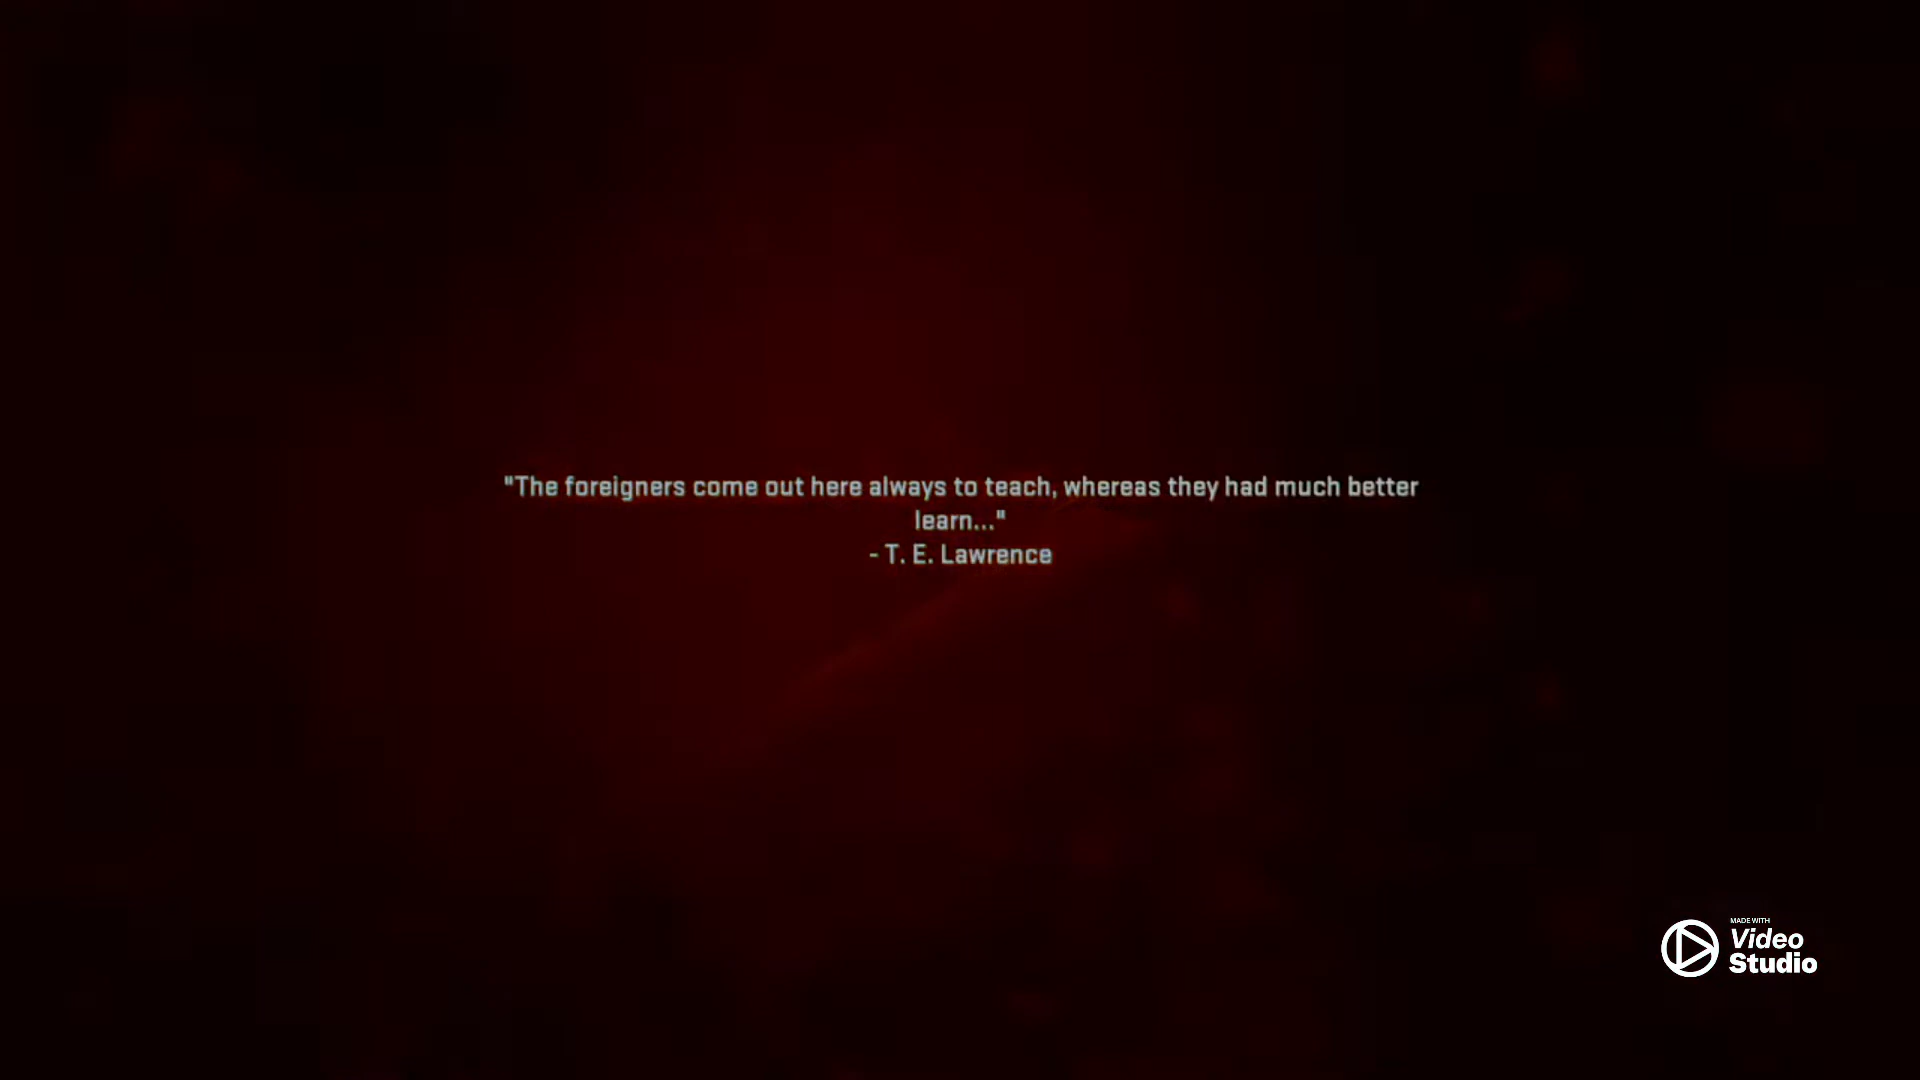 "The foreigners come out here always to teach, whereas they had much better
learn..."
- T. E. Lawrence
MADE WITH
Video
Studio